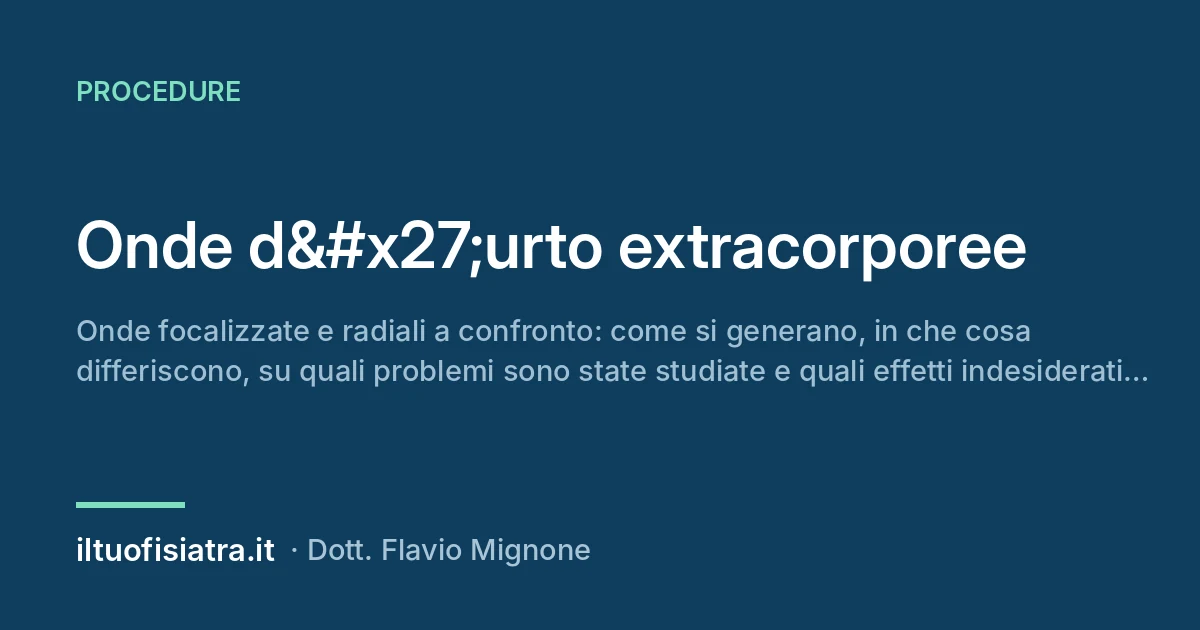 PROCEDURE
Onde d&#x27;urto extracorporee
Onde focalizzate e radiali a confronto: come si generano, in che cosa
differiscono, su quali problemi sono state studiate e quali effetti indesiderati...
iltuofisiatra.it · Dott. Flavio Mignone